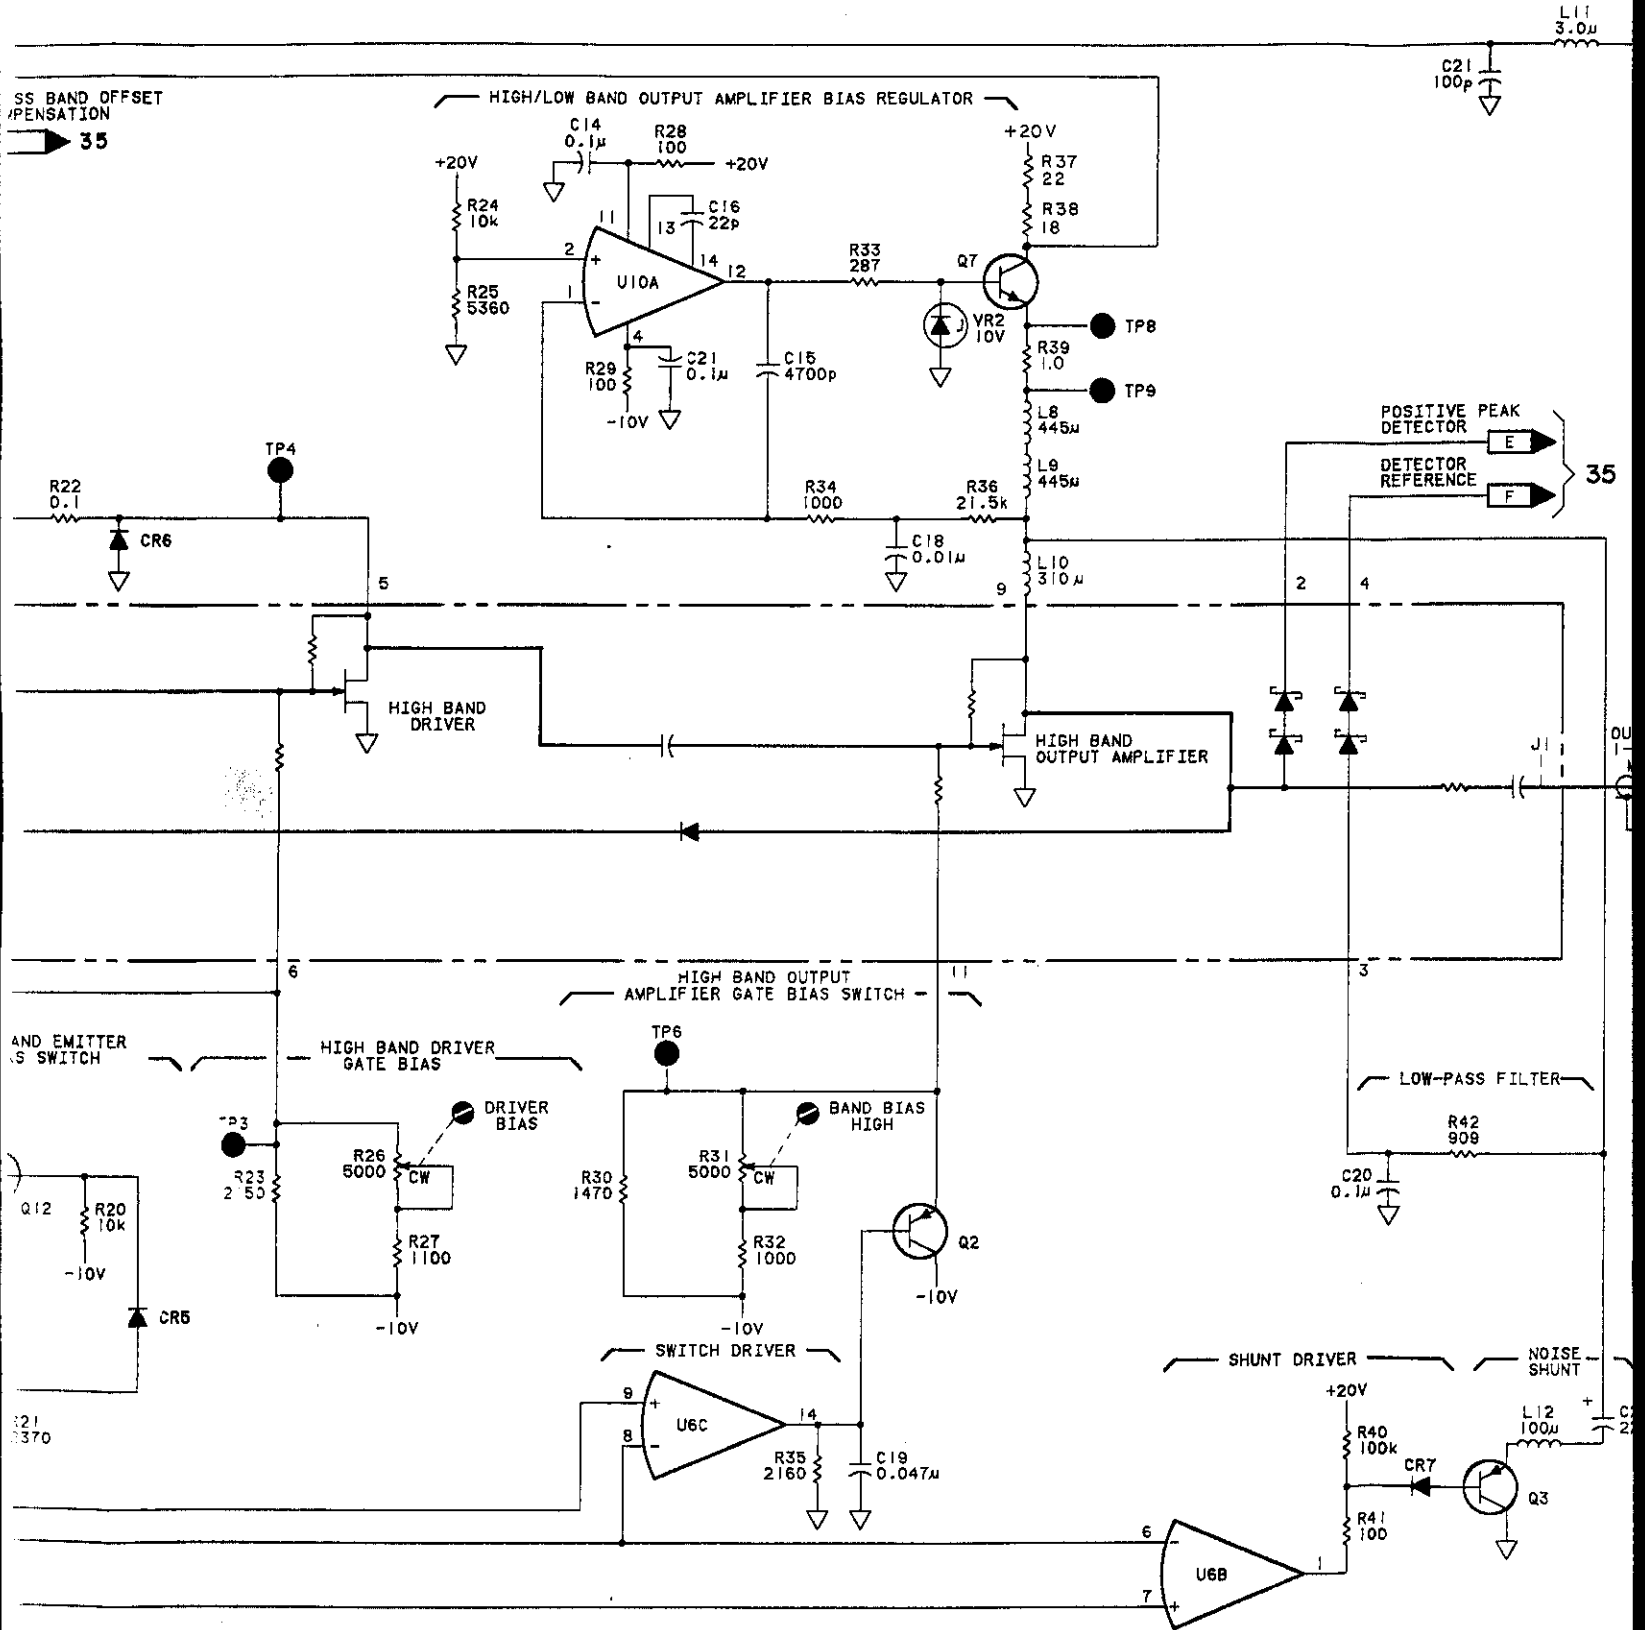 L11
3.0µ
C21
100p
SS BAND OFFSET
PENSATION
35
HIGH/LOW BAND OUTPUT AMPLIFIER BIAS REGULATOR
C14
0.1µ
R28
100
+20V
+20V
+20V
R37
22
R38
18
R24
10k
11
13
C16
22p
2
+
14
12
U10A
1
-
R25
5360
R33
287
Q7
VR2
10V
TP8
R39
1.0
TP9
4
R29
100
C21
0.1µ
-10V
C15
4700p
L8
445µ
L9
445µ
POSITIVE PEAK
DETECTOR
E
DETECTOR
REFERENCE
F
35
TP4
R22
0.1
CR6
R34
1000
R36
21.5k
C18
0.01µ
L10
310µ
5
9
2
4
HIGH BAND
DRIVER
HIGH BAND
OUTPUT AMPLIFIER
J1
OU
6
11
3
HIGH BAND OUTPUT
AMPLIFIER GATE BIAS SWITCH
AND EMITTER
S SWITCH
HIGH BAND DRIVER
GATE BIAS
TP6
LOW-PASS FILTER
DRIVER
BIAS
BAND BIAS
HIGH
TP3
R23
R26
5000
CW
R30
1470
R31
5000
CW
R42
909
C20
0.1µ
Q12
R20
10k
-10V
R27
1100
R32
1000
Q2
-10V
CR5
-10V
-10V
SWITCH DRIVER
SHUNT DRIVER
NOISE
SHUNT
+20V
9
+
U6C
14
8
-
21
370
R35
2160
C19
0.047µ
R40
100k
CR7
L12
100µ
+
Q3
R41
100
6
-
U6B
1
7
+